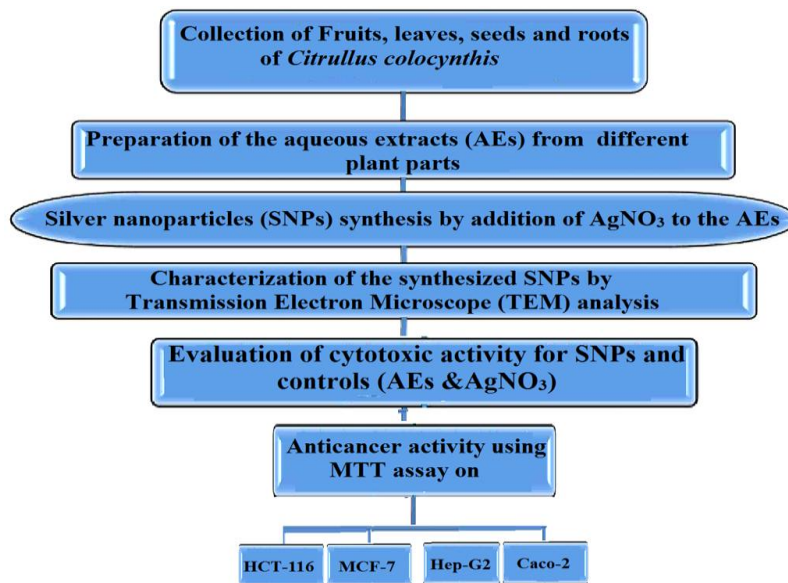 Collection of Fruits, leaves, seeds and roots
of Citrullus colocynthis
Preparation of the aqueous extracts (AEs) from different
plant parts
Silver nanoparticles (SNPs) synthesis by addition of AgNO₃ to the AEs
Characterization of the synthesized SNPs by
Transmission Electron Microscope (TEM) analysis
Evaluation of cytotoxic activity for SNPs and
controls (AEs &AgNO₃)
Anticancer activity using
MTT assay on
HCT-116 MCF-7 Hep-G2 Caco-2